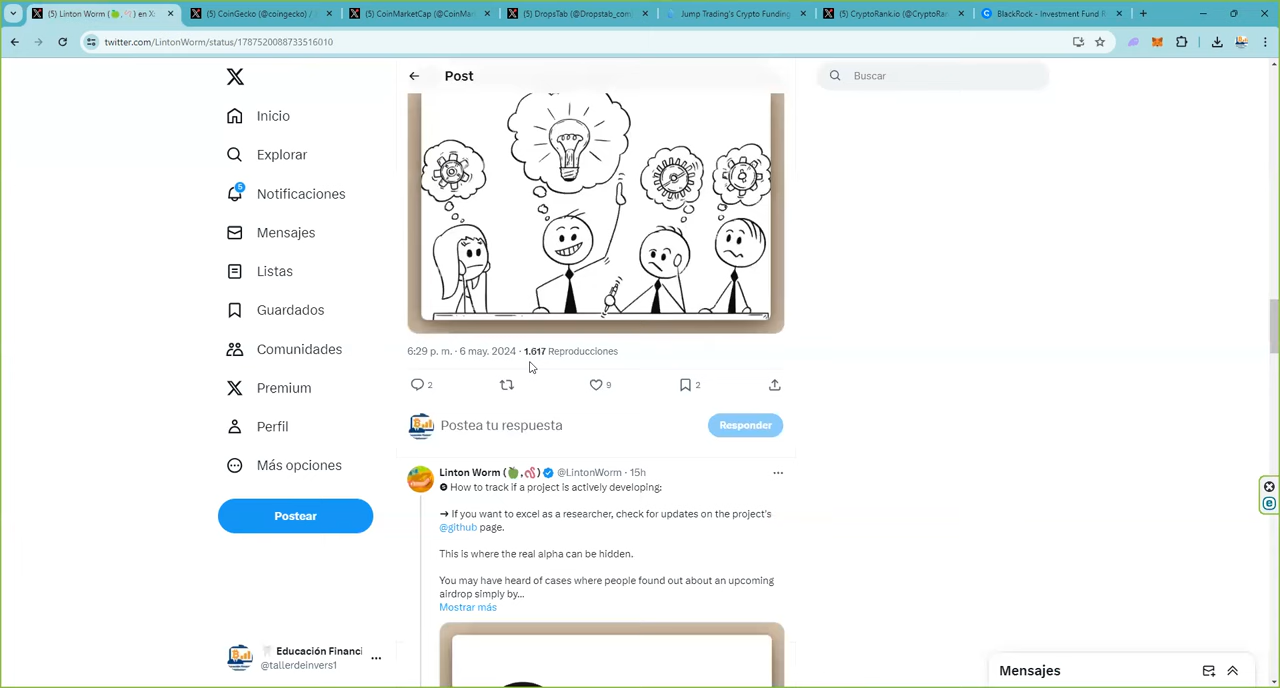 (5) Linton Worm (🍏,🪱) en X:
(5) CoinGecko (@coingecko) /
(5) CoinMarketCap (@CoinMar
(5) DropsTab (@Dropstab_com
Jump Trading's Crypto Funding
(5) CryptoRank.io (@CryptoRan
BlackRock - Investment Fund R
twitter.com/LintonWorm/status/1787520088733516010
Post
Buscar
Inicio
Explorar
5
Notificaciones
Mensajes
Listas
Guardados
Comunidades
Premium
Perfil
Más opciones
Postear
6:29 p. m. · 6 may. 2024 · 1.617 Reproducciones
2
9
2
Postea tu respuesta
Responder
Linton Worm (🍏,🪱) @LintonWorm · 15h
How to track if a project is actively developing:
➜ If you want to excel as a researcher, check for updates on the project's
@github page.
This is where the real alpha can be hidden.
You may have heard of cases where people found out about an upcoming
airdrop simply by...
Mostrar más
Educación Financi
@tallerdeinvers1
Mensajes